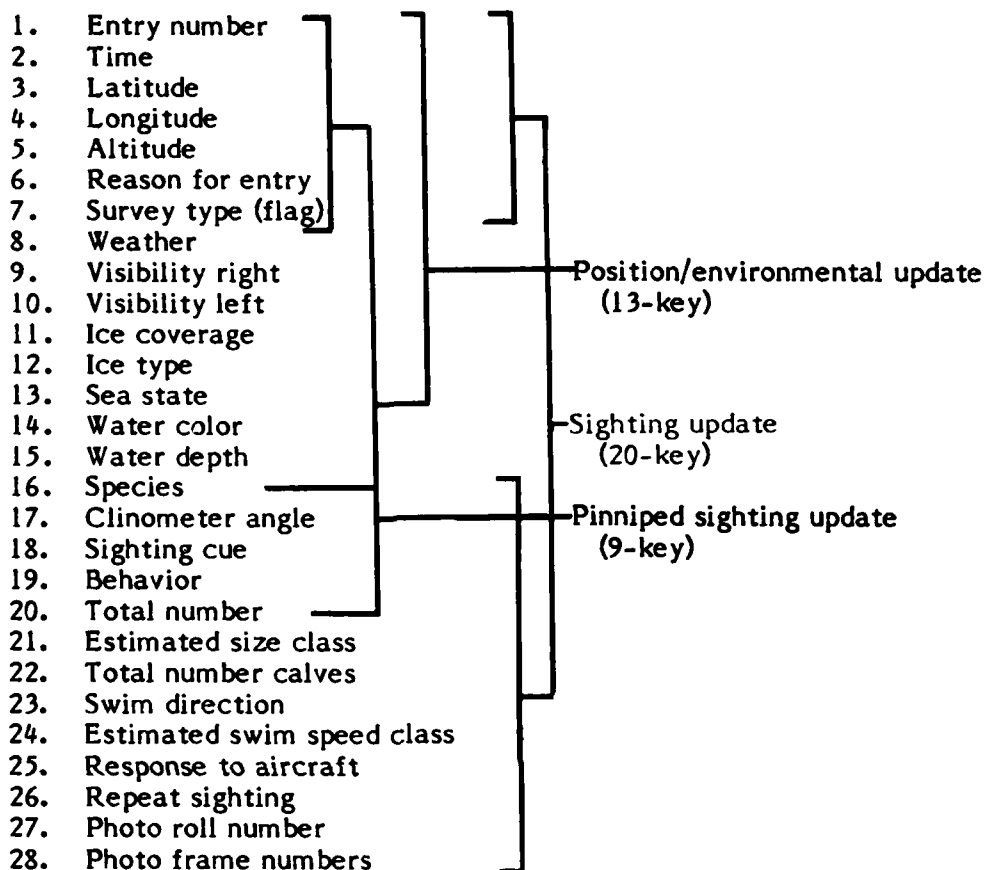 1. Entry number
2. Time
3. Latitude
4. Longitude
5. Altitude
6. Reason for entry
7. Survey type (flag)
8. Weather
9. Visibility right
10. Visibility left
11. Ice coverage
12. Ice type
13. Sea state
14. Water color
15. Water depth
16. Species
17. Clinometer angle
18. Sighting cue
19. Behavior
20. Total number
21. Estimated size class
22. Total number calves
23. Swim direction
24. Estimated swim speed class
25. Response to aircraft
26. Repeat sighting
27. Photo roll number
28. Photo frame numbers
Position/environmental update
(13-key)
Sighting update
(20-key)
Pinniped sighting update
(9-key)